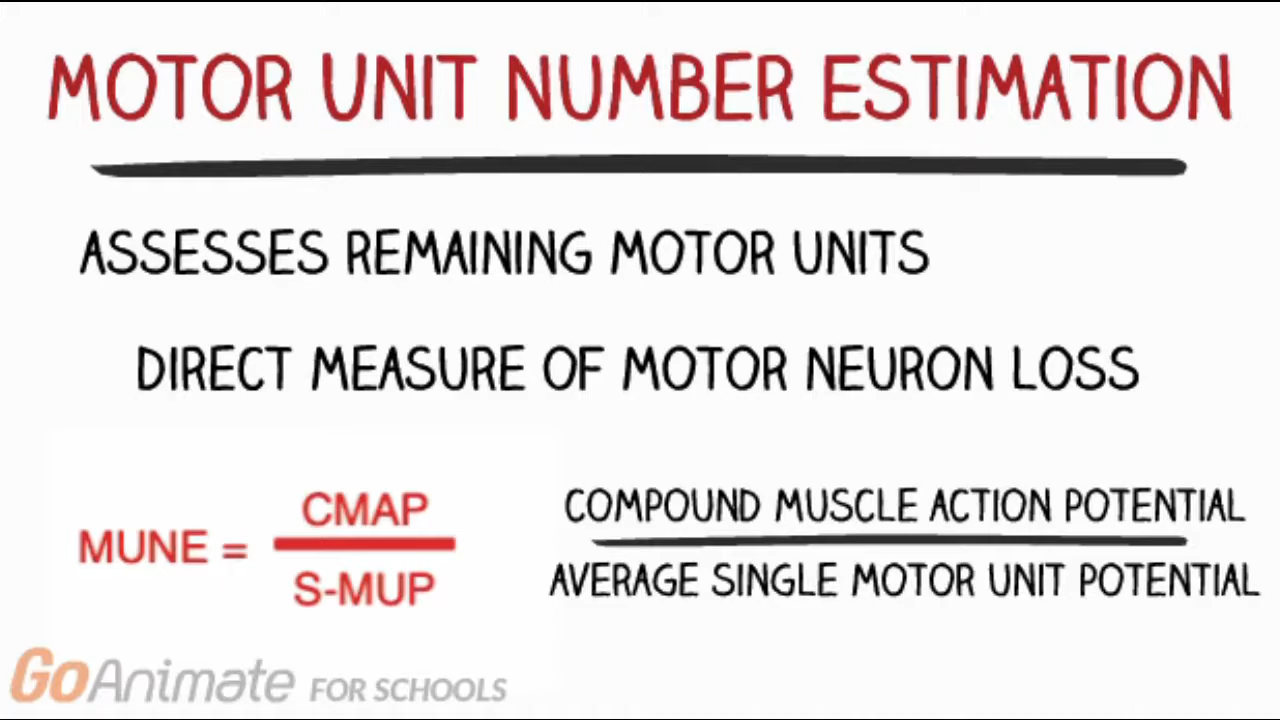 MOTOR UNIT NUMBER ESTIMATION
ASSESSES REMAINING MOTOR UNITS
DIRECT MEASURE OF MOTOR NEURON LOSS
MUNE = CMAP
S-MUP
COMPOUND MUSCLE ACTION POTENTIAL
AVERAGE SINGLE MOTOR UNIT POTENTIAL
GoAnimate FOR SCHOOLS